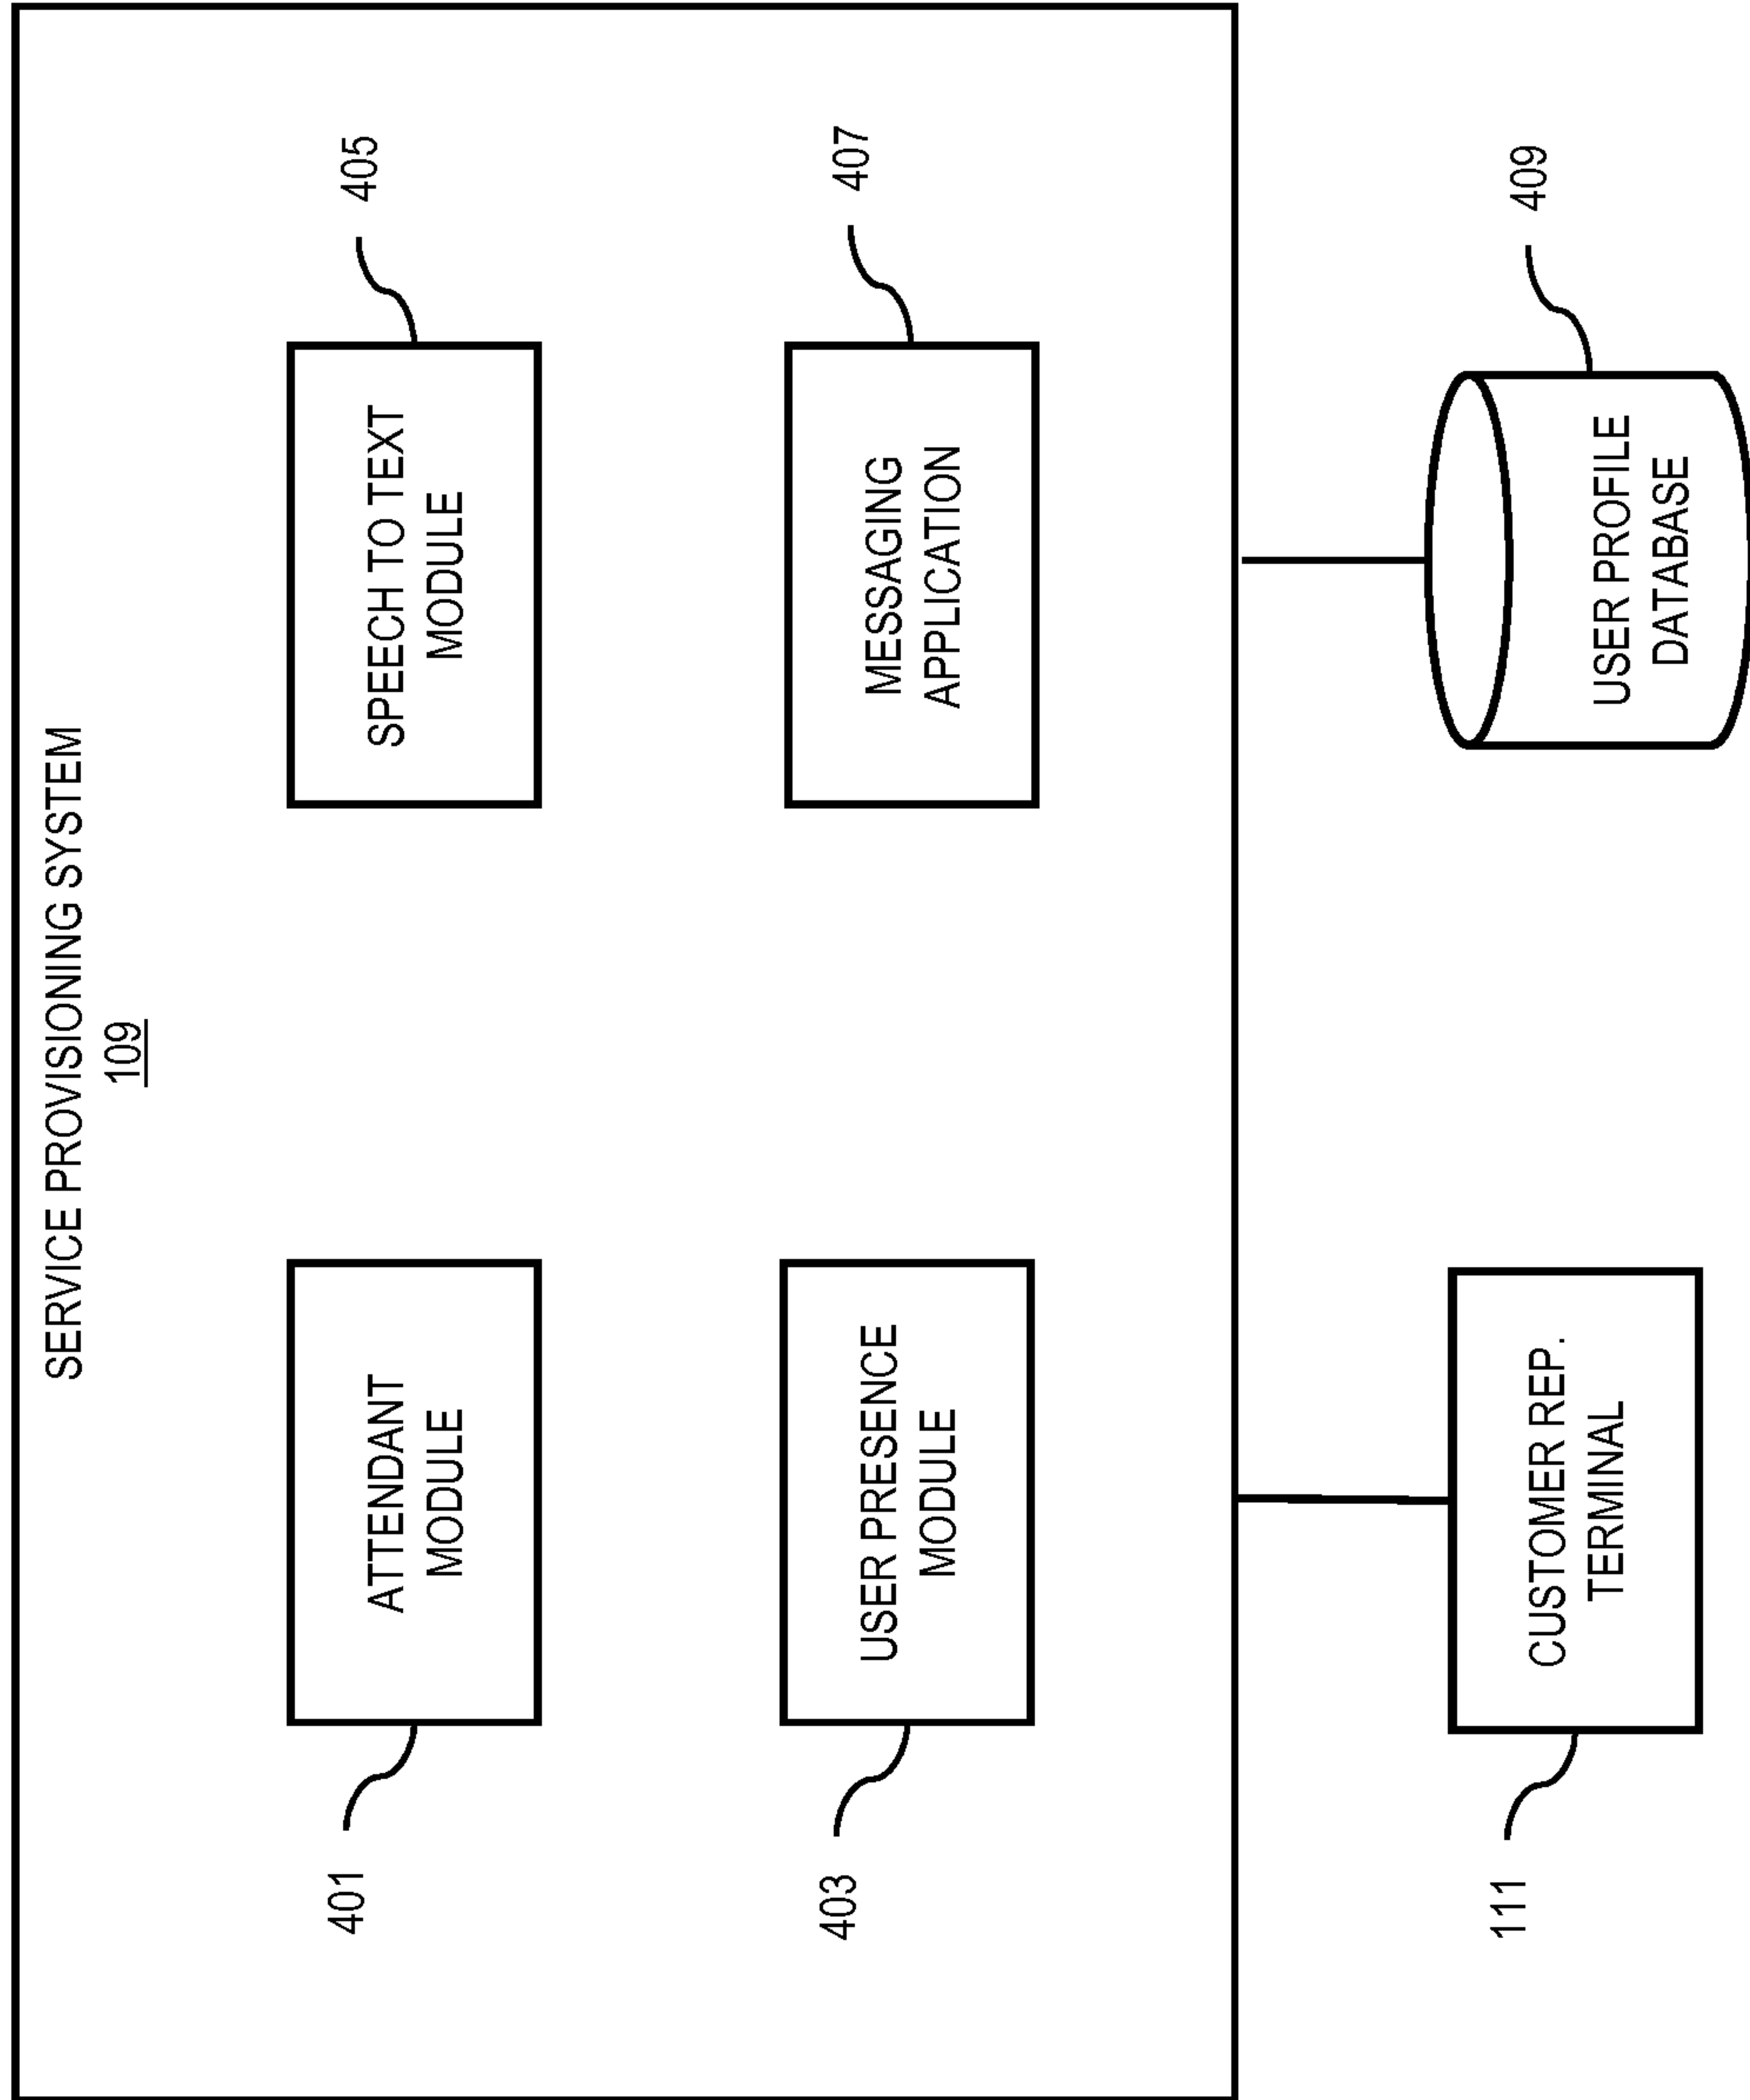 SERVICE PROVISIONING SYSTEM
109
401
ATTENDANT
MODULE
SPEECH TO TEXT
MODULE
405
403
USER PRESENCE
MODULE
MESSAGING
APPLICATION
407
111
CUSTOMER REP.
TERMINAL
USER PROFILE
DATABASE
409